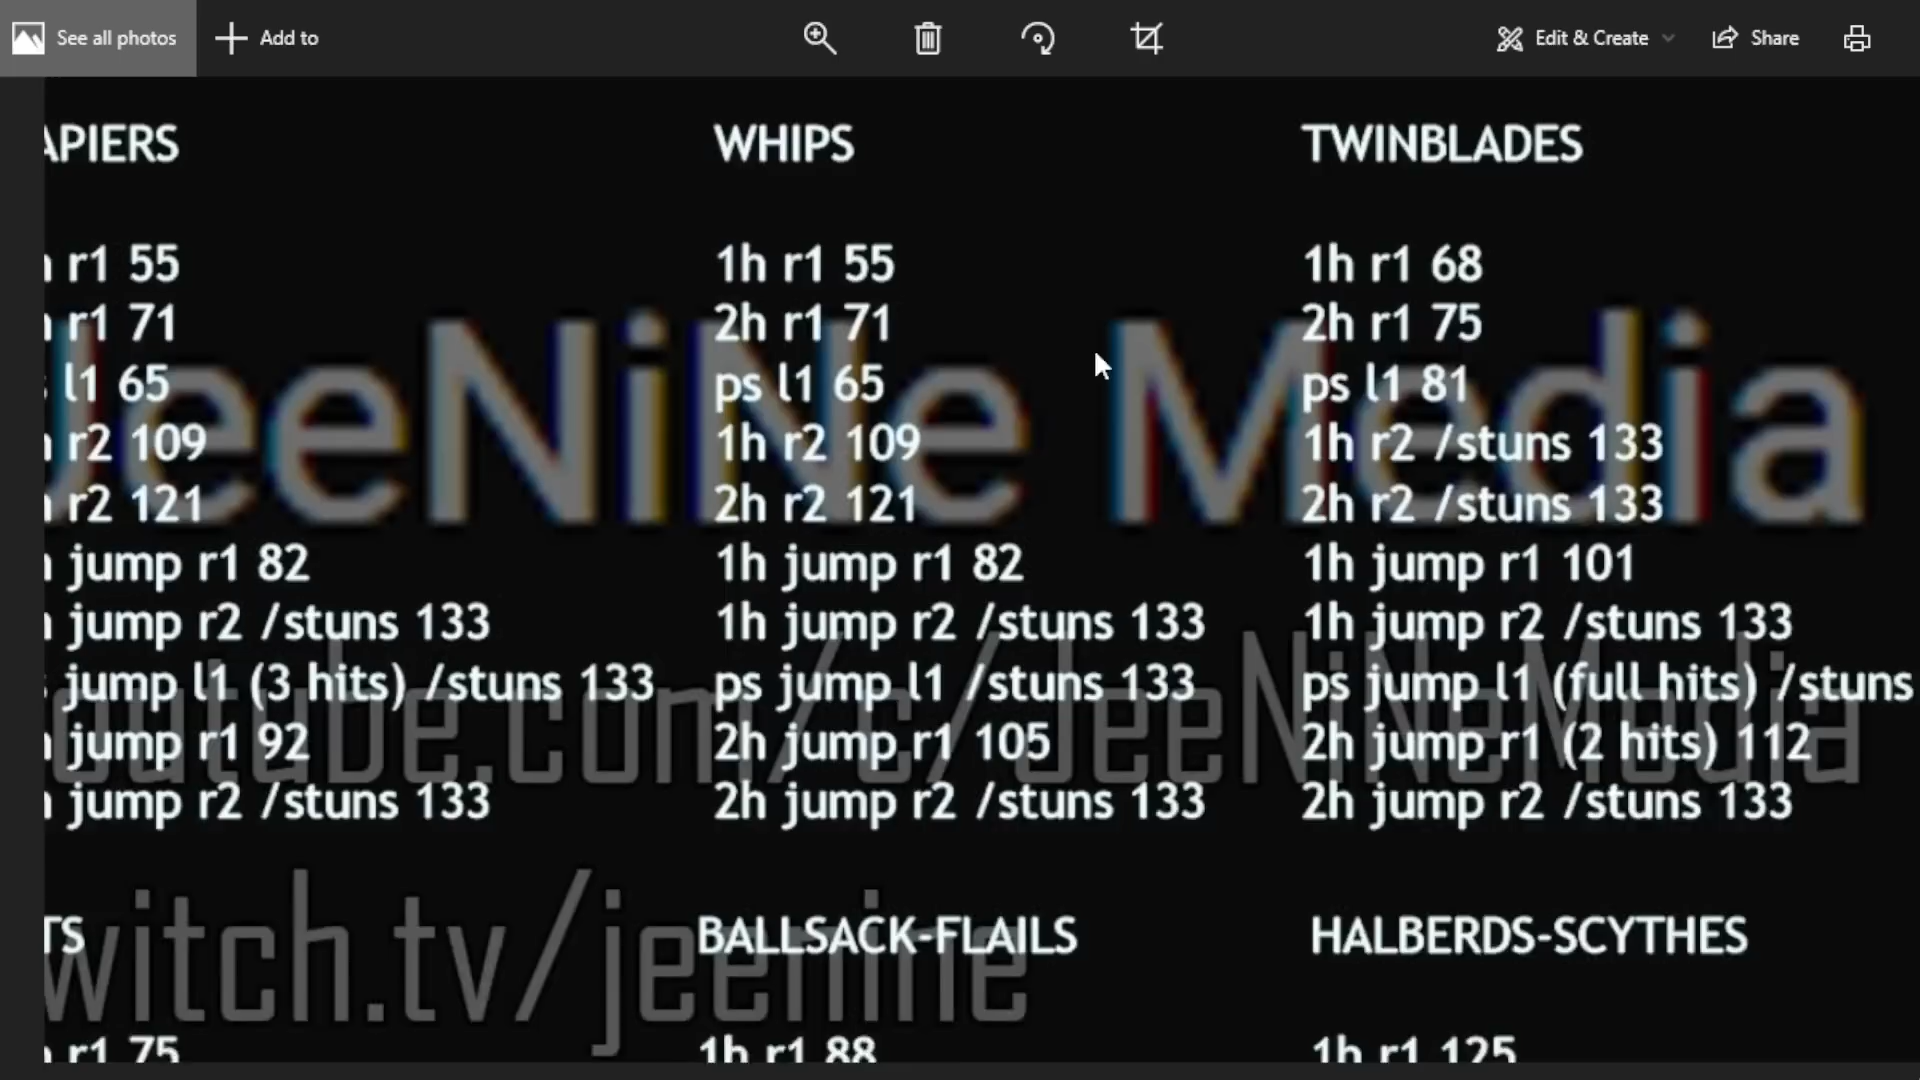 See all photos
Add to
Edit & Create
Share
APIERS
r1 55
r1 71
l1 65
r2 109
r2 121
jump r1 82
jump r2 /stuns 133
jump l1 (3 hits) /stuns 133
jump r1 92
jump r2 /stuns 133
WHIPS
1h r1 55
2h r1 71
ps l1 65
1h r2 109
2h r2 121
1h jump r1 82
1h jump r2 /stuns 133
ps jump l1 /stuns 133
2h jump r1 105
2h jump r2 /stuns 133
TWINBLADES
1h r1 68
2h r1 75
ps l1 81
1h r2 /stuns 133
2h r2 /stuns 133
1h jump r1 101
1h jump r2 /stuns 133
ps jump l1 (full hits) /stuns
2h jump r1 (2 hits) 112
2h jump r2 /stuns 133
TS
r1 75
BALLSACK-FLAILS
1h r1 88
HALBERDS-SCYTHES
1h r1 125
JeeNiNe Media
outube.com/c/JeeNiNeMedia
witch.tv/jeenine